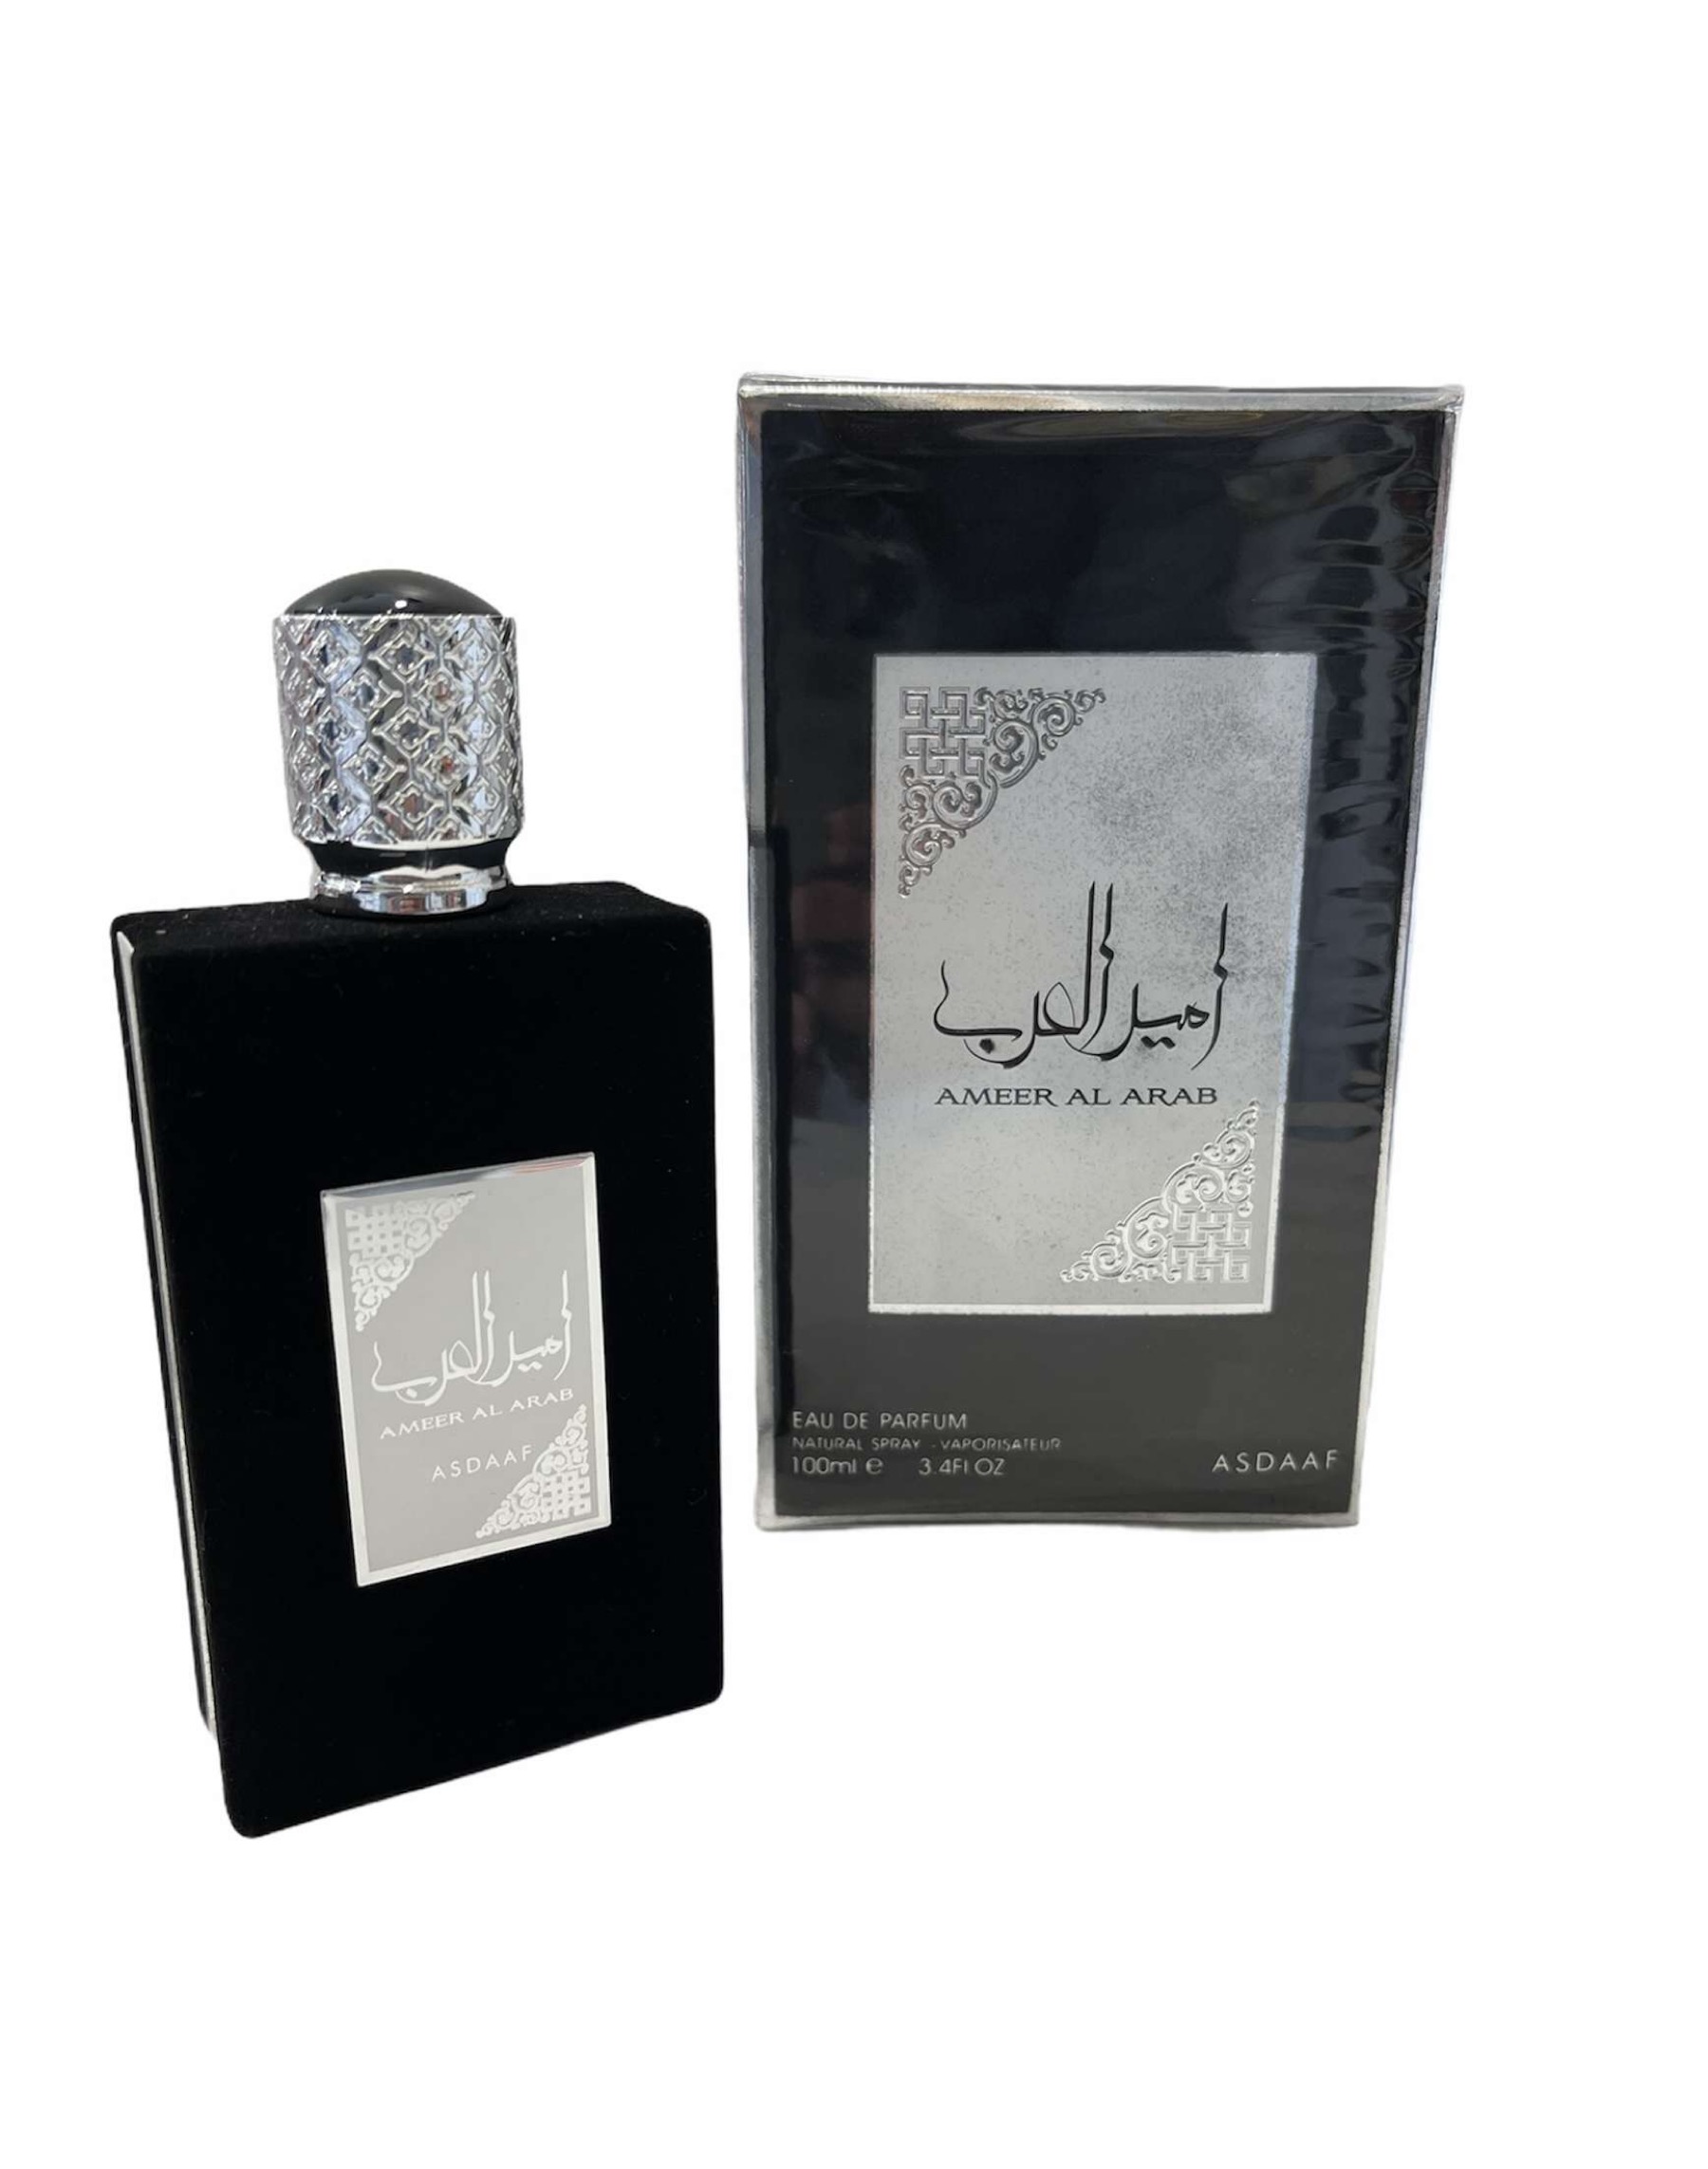 أمير العرب
AMEER AL ARAB
ASDAAF
أمير العرب
AMEER AL ARAB
EAU DE PARFUM
NATURAL SPRAY - VAPORISATEUR
100ml e 3.4Fl OZ
ASDAAF